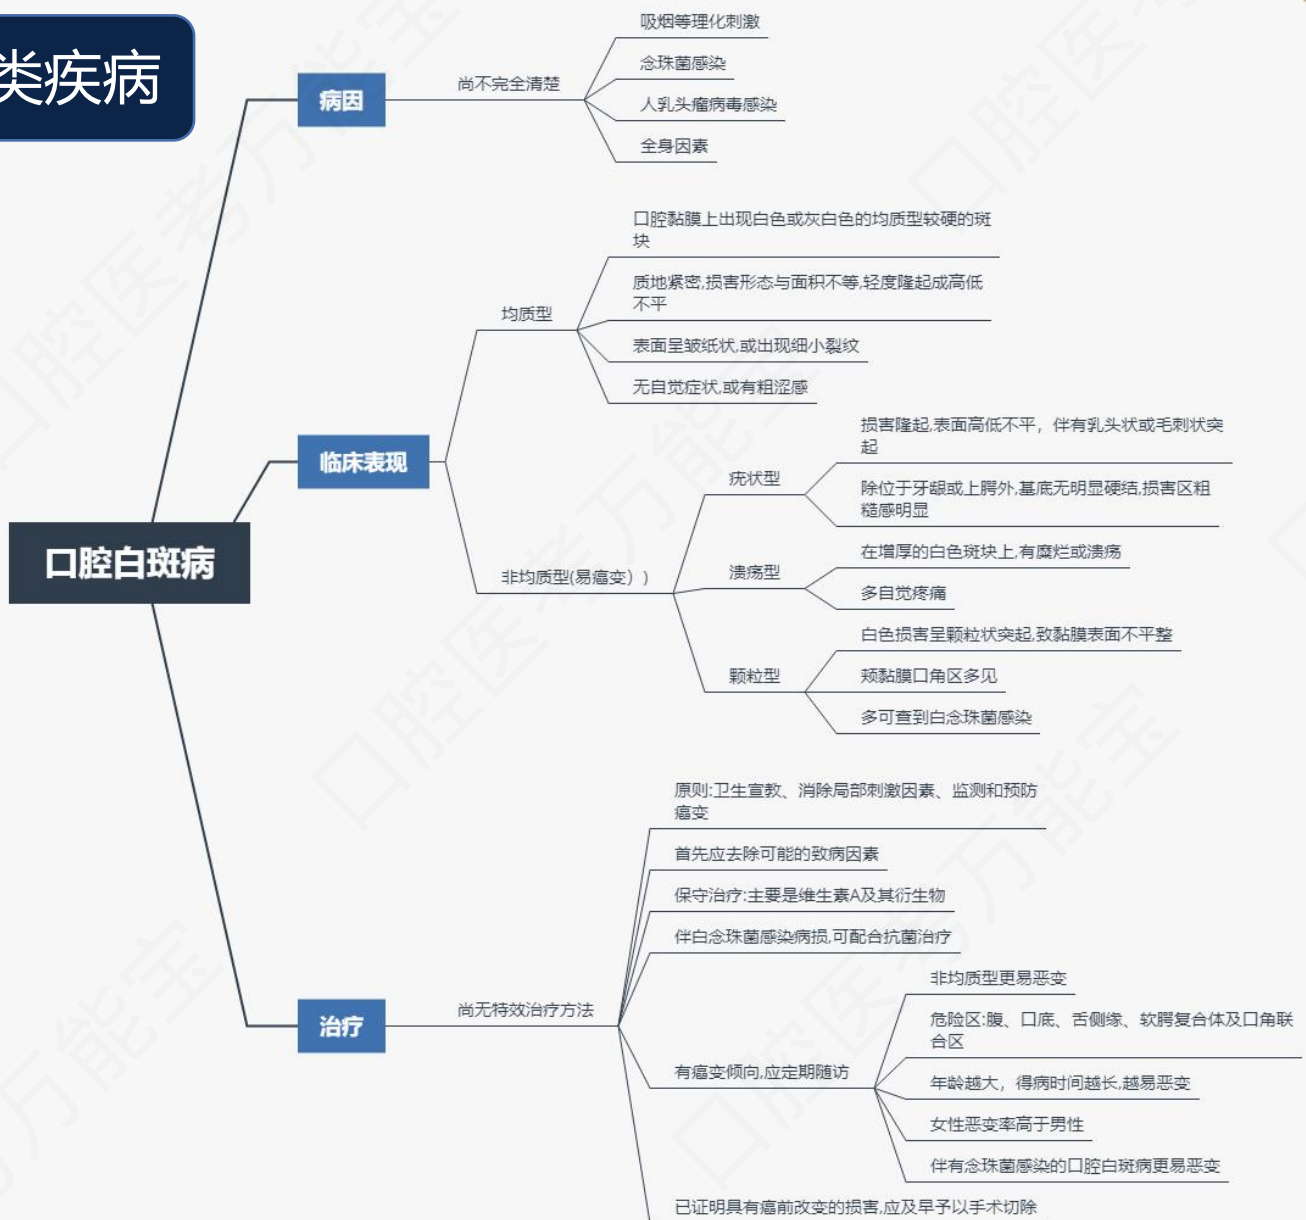 类疾病
口腔白斑病
病因
尚不完全清楚
吸烟等理化刺激
念珠菌感染
人乳头瘤病毒感染
全身因素
临床表现
均质型
口腔黏膜上出现白色或灰白色的均质型较硬的斑
块
质地紧密,损害形态与面积不等,轻度隆起成高低
不平
表面呈皱纸状,或出现细小裂纹
无自觉症状,或有粗涩感
非均质型(易癌变））
疣状型
损害隆起,表面高低不平，伴有乳头状或毛刺状突
起
除位于牙龈或上腭外,基底无明显硬结,损害区粗
糙感明显
溃疡型
在增厚的白色斑块上,有糜烂或溃疡
多自觉疼痛
颗粒型
白色损害呈颗粒状突起,致黏膜表面不平整
颊黏膜口角区多见
多可查到白念珠菌感染
治疗
尚无特效治疗方法
原则:卫生宣教、消除局部刺激因素、监测和预防
癌变
首先应去除可能的致病因素
保守治疗:主要是维生素A及其衍生物
伴白念珠菌感染病损,可配合抗菌治疗
有癌变倾向,应定期随访
非均质型更易恶变
危险区:腹、口底、舌侧缘、软腭复合体及口角联
合区
年龄越大，得病时间越长,越易恶变
女性恶变率高于男性
伴有念珠菌感染的口腔白斑病更易恶变
已证明具有癌前改变的损害,应及早予以手术切除
口腔医考万能宝